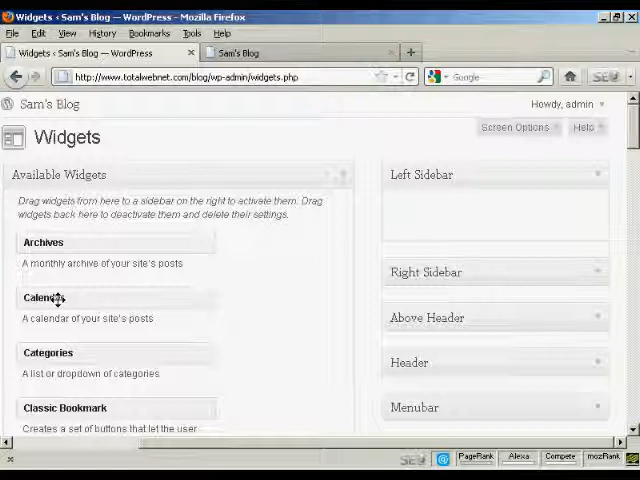 Widgets ‹ Sam's Blog — WordPress - Mozilla Firefox
File Edit View History Bookmarks Tools Help
Widgets ‹ Sam's Blog — WordPress
Sam's Blog
http://www.totalwebnet.com/blog/wp-admin/widgets.php
Google
Sam's Blog
Howdy, admin
Screen Options
Help
Widgets
Available Widgets
Drag widgets from here to a sidebar on the right to activate them. Drag
widgets back here to deactivate them and delete their settings.
Archives
A monthly archive of your site's posts
Calendar
A calendar of your site's posts
Categories
A list or dropdown of categories
Classic Bookmark
Creates a set of buttons that let the user
Left Sidebar
Right Sidebar
Above Header
Header
Menubar
PageRank
Alexa
Compete
mozRank